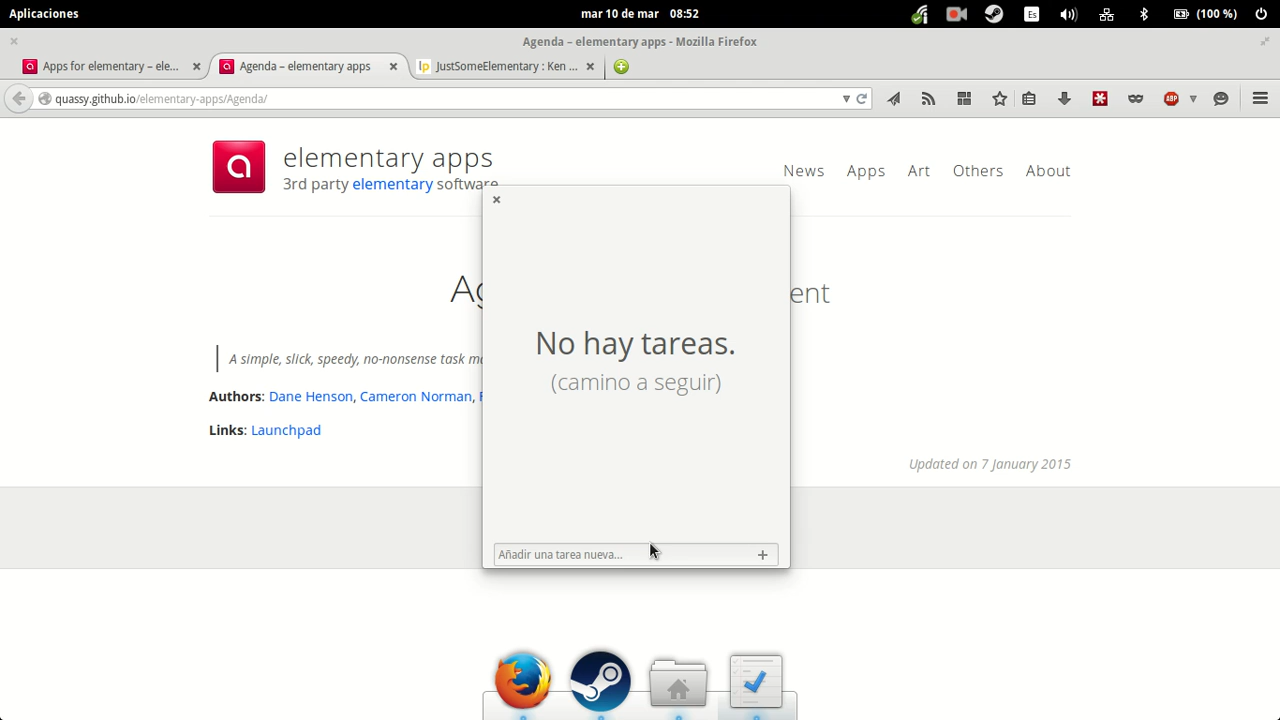 Aplicaciones
mar 10 de mar 08:52
Es
(100 %)
Agenda – elementary apps - Mozilla Firefox
Apps for elementary – ele...
Agenda – elementary apps
JustSomeElementary : Ken ...
quassy.github.io/elementary-apps/Agenda/
ABP
elementary apps
3rd party elementary software
News
Apps
Art
Others
About
No hay tareas.
(camino a seguir)
A simple, slick, speedy, no-nonsense task
Authors: Dane Henson, Cameron Norman,
Links: Launchpad
Updated on 7 January 2015
Añadir una tarea nueva...